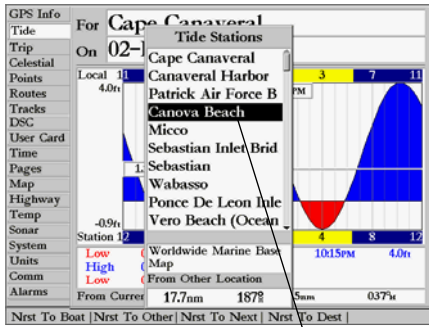 GPS Info
Tide
Trip
Celestial
Points
Routes
Tracks
DSC
User Card
Time
Pages
Map
Highway
Temp
Sonar
System
Units
Comm
Alarms
For Cape Canaveral
On 02-
Tide Stations
Cape Canaveral
Canaveral Harbor
Patrick Air Force B
Canova Beach
Micco
Sebastian Inlet Brid
Sebastian
Wabasso
Ponce De Leon Inle
Vero Beach (Ocean
Worldwide Marine Base
Map
From Other Location
17.7nm 187°
Local 11 3 7 11
4.0ft
PM
-0.9ft
Station 12 4 8 12
Low
High 10:15PM 4.0ft
Low
From Curre 5nm 037°M
Nrst To Boat | Nrst To Other | Nrst To Next | Nrst To Dest |